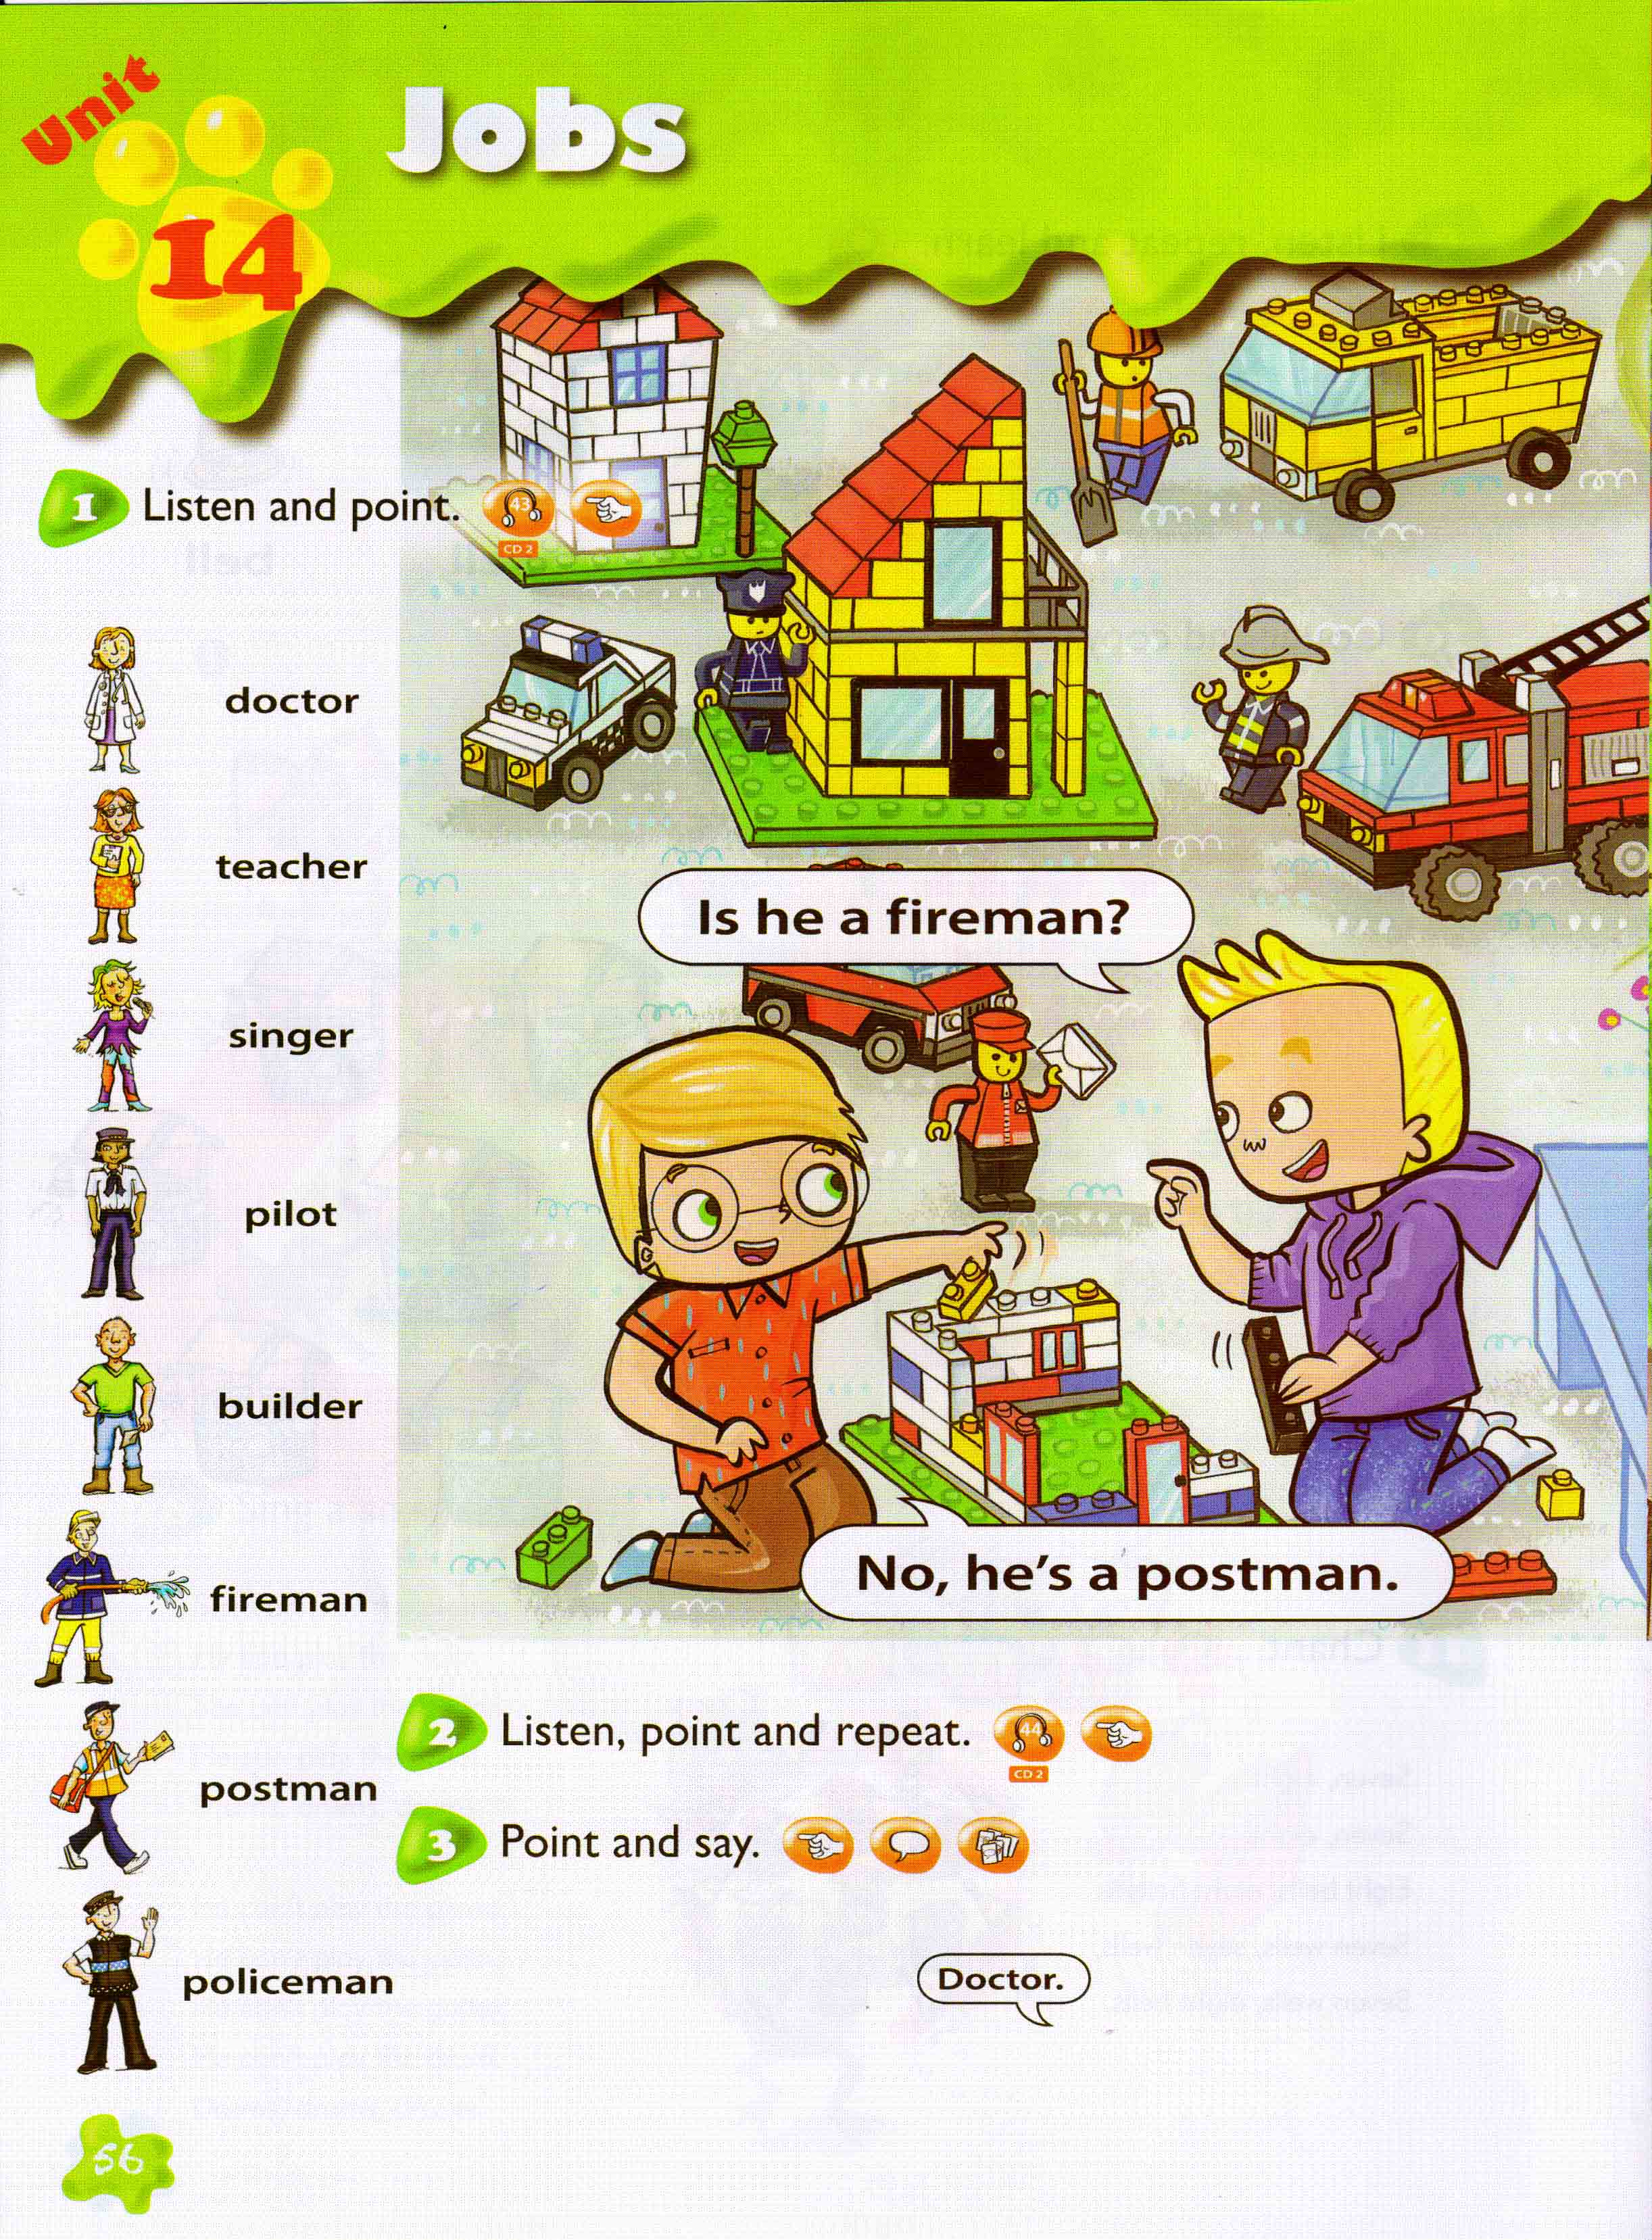 Unit
14
Jobs
1 Listen and point.
43
CD 2
doctor
teacher
singer
pilot
builder
fireman
postman
policeman
Is he a fireman?
No, he's a postman.
2 Listen, point and repeat.
44
CD 2
3 Point and say.
Doctor.
56